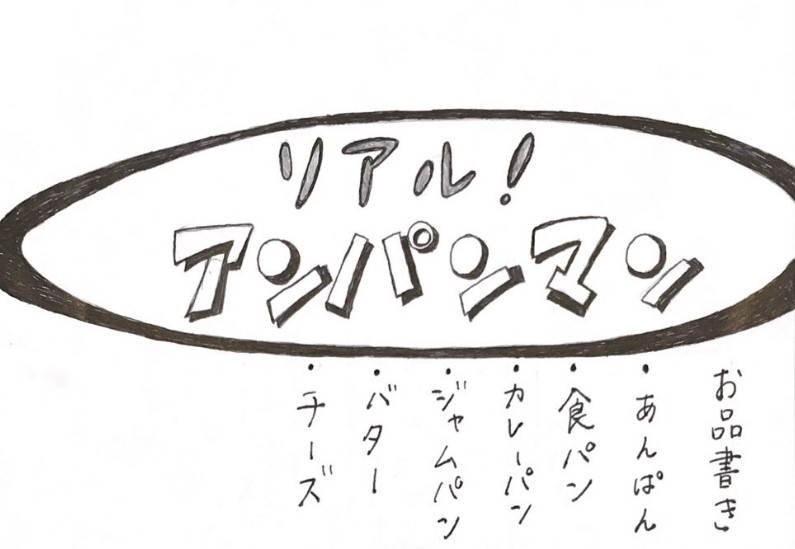 リアル!
アンパンマン
お品書き
・あんぱん
・食パン
・カレーパン
・ジャムパン
・バター
・チーズ